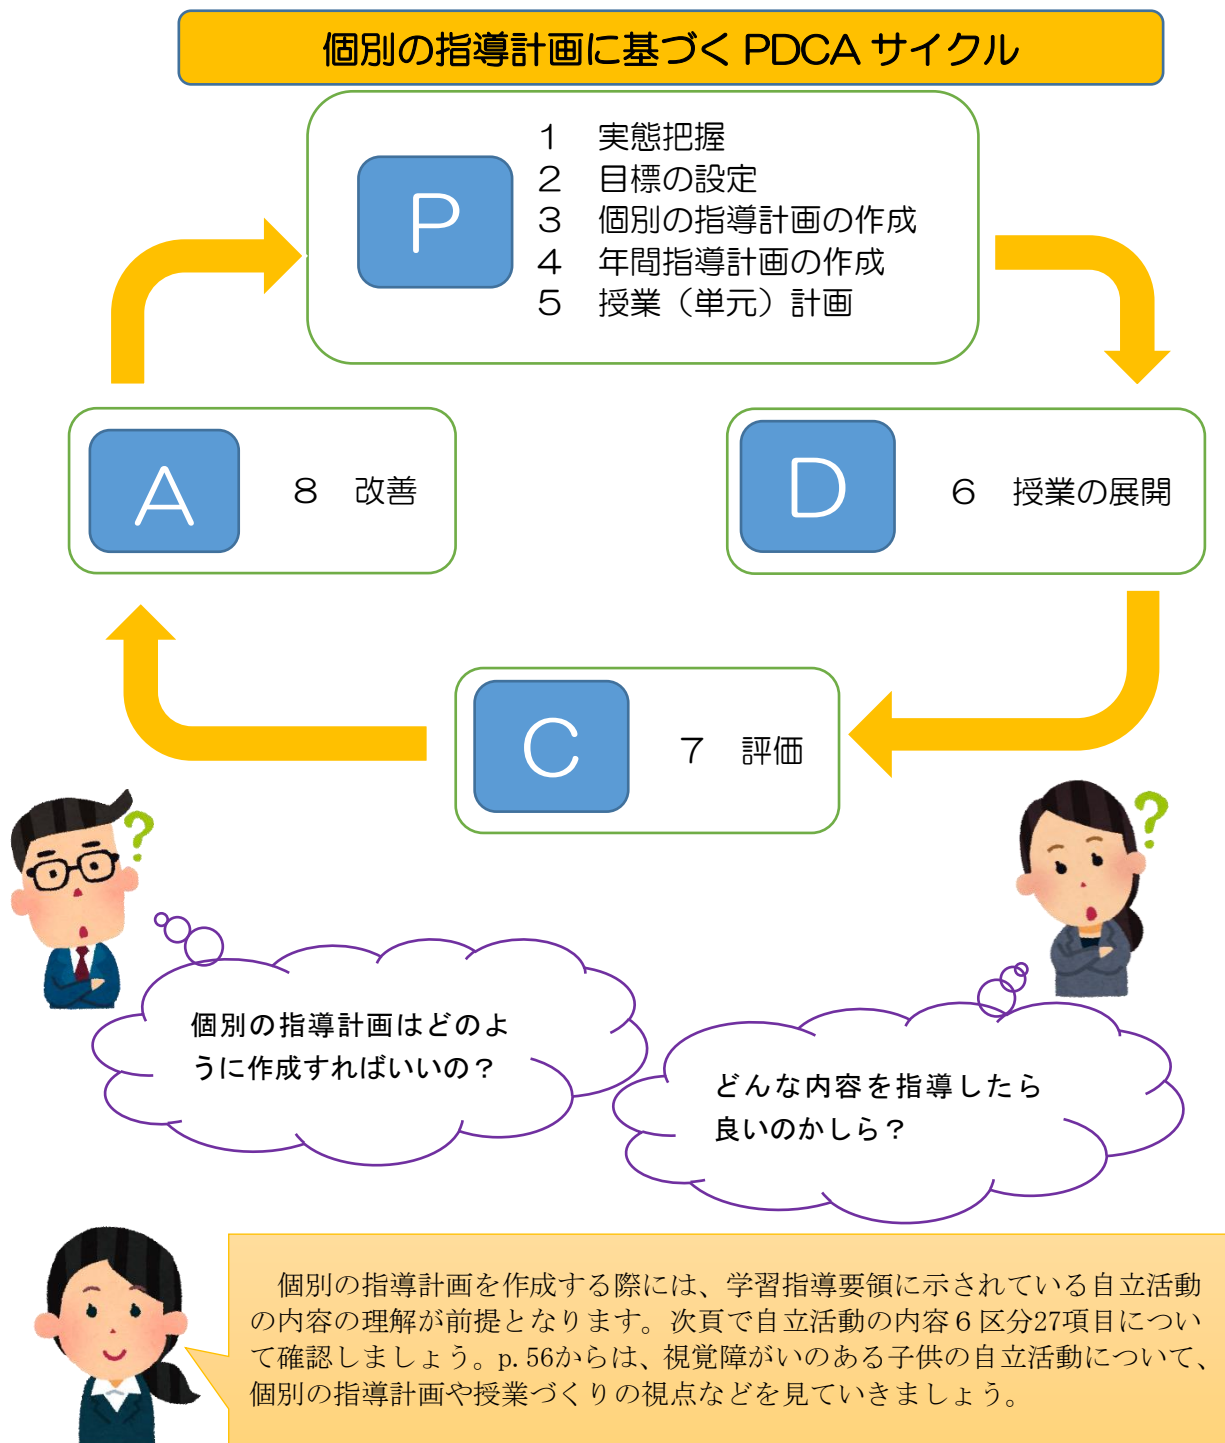 個別の指導計画に基づく PDCA サイクル
P
1 実態把握
2 目標の設定
3 個別の指導計画の作成
4 年間指導計画の作成
5 授業（単元）計画
A
8 改善
D
6 授業の展開
C
7 評価
?
?
個別の指導計画はどのよ
うに作成すればいいの？
どんな内容を指導したら
良いのかしら？
個別の指導計画を作成する際には、学習指導要領に示されている自立活動
の内容の理解が前提となります。次頁で自立活動の内容６区分27項目につい
て確認しましょう。p.56からは、視覚障がいのある子供の自立活動について、
個別の指導計画や授業づくりの視点などを見ていきましょう。